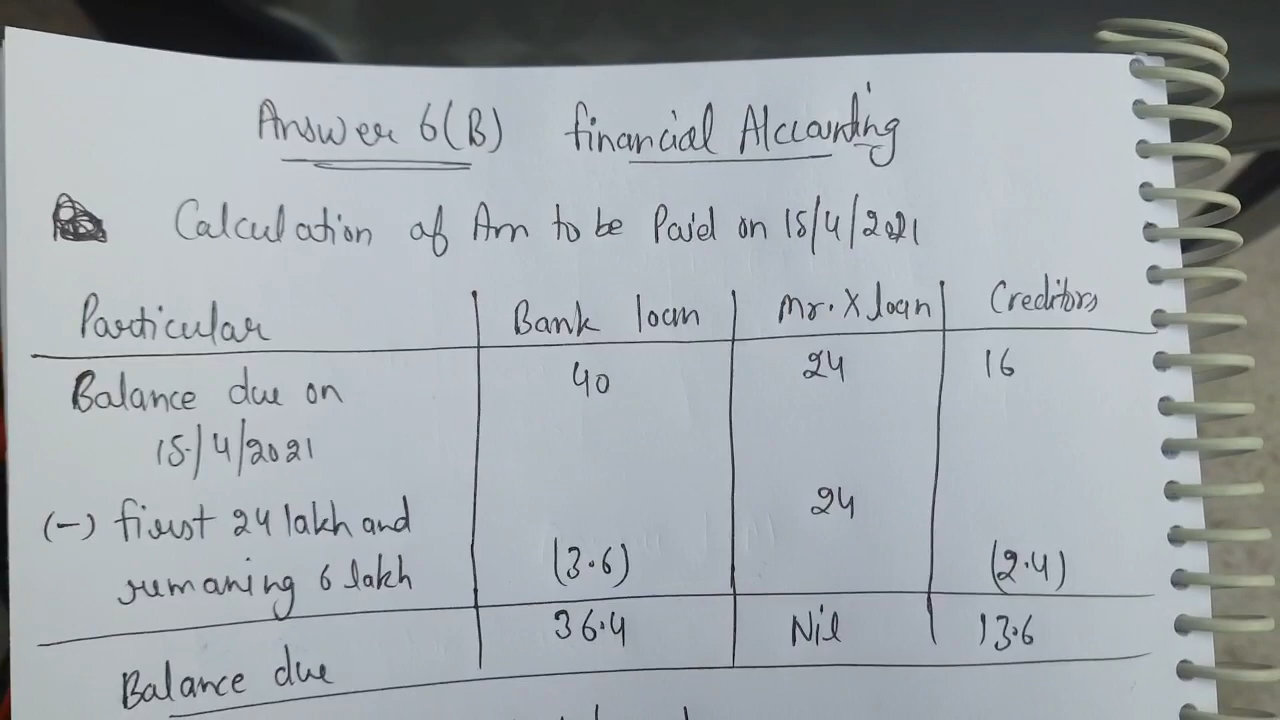 Answer 6(B) financial Accounting
Calculation of Am to be Paid on 15/4/2021
Particular Bank loan Mr. X loan Creditors
Balance due on 40 24 16
15/4/2021
(-) first 24 lakh and 24
remaning 6 lakh (3.6) (2.4)
Balance due 36.4 Nil 13.6